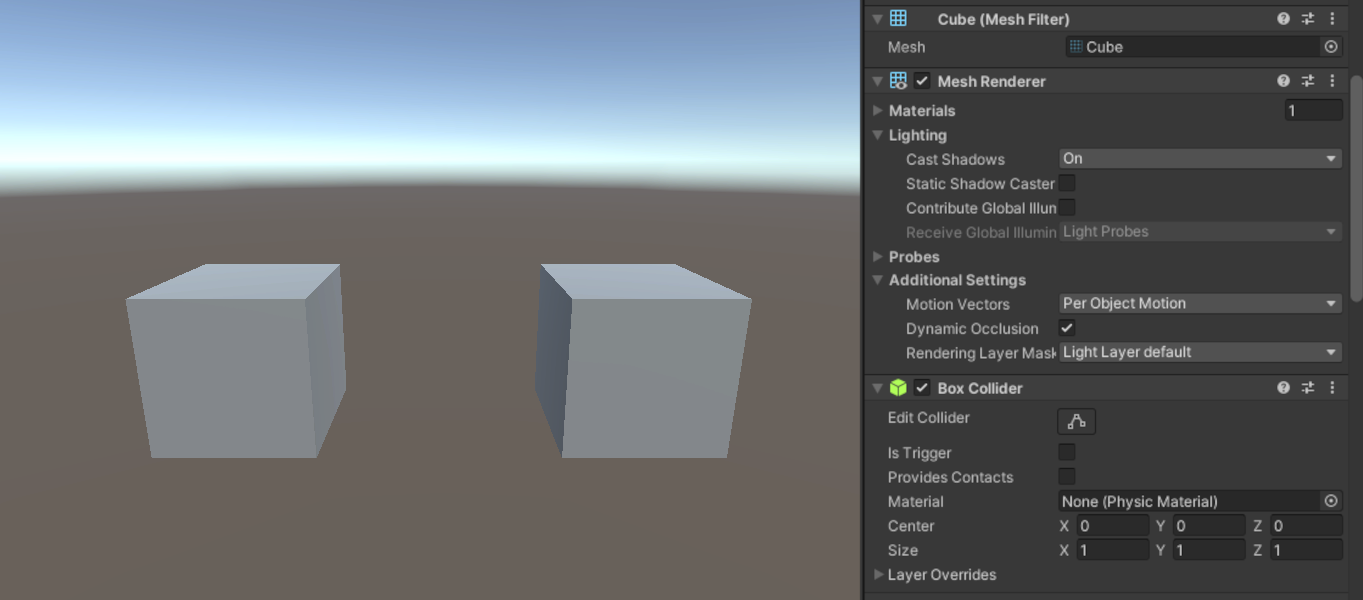 Cube (Mesh Filter)
Mesh Cube
Mesh Renderer
Materials 1
Lighting
Cast Shadows On
Static Shadow Caster
Contribute Global Illun
Receive Global Illumin Light Probes
Probes
Additional Settings
Motion Vectors Per Object Motion
Dynamic Occlusion
Rendering Layer Mask Light Layer default
Box Collider
Edit Collider
Is Trigger
Provides Contacts
Material None (Physic Material)
Center X 0 Y 0 Z 0
Size X 1 Y 1 Z 1
Layer Overrides